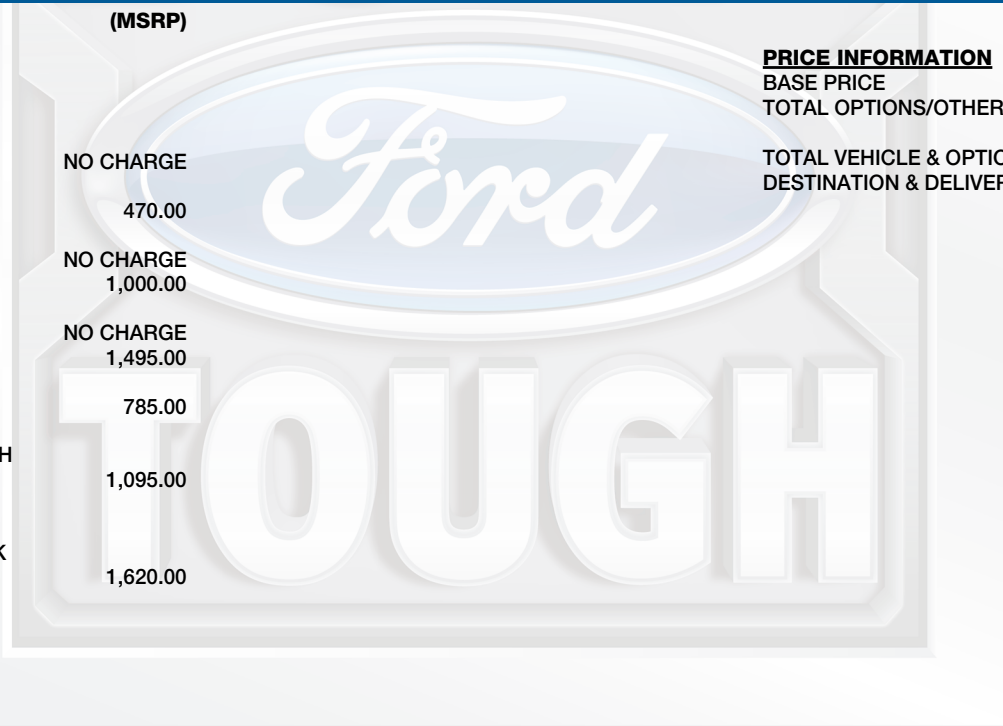 (MSRP)
NO CHARGE
470.00
NO CHARGE
1,000.00
NO CHARGE
1,495.00
785.00
H
1,095.00
K
1,620.00
PRICE INFORMATION
BASE PRICE
TOTAL OPTIONS/OTHER
TOTAL VEHICLE & OPTIO
DESTINATION & DELIVER
Ford
TOUGH